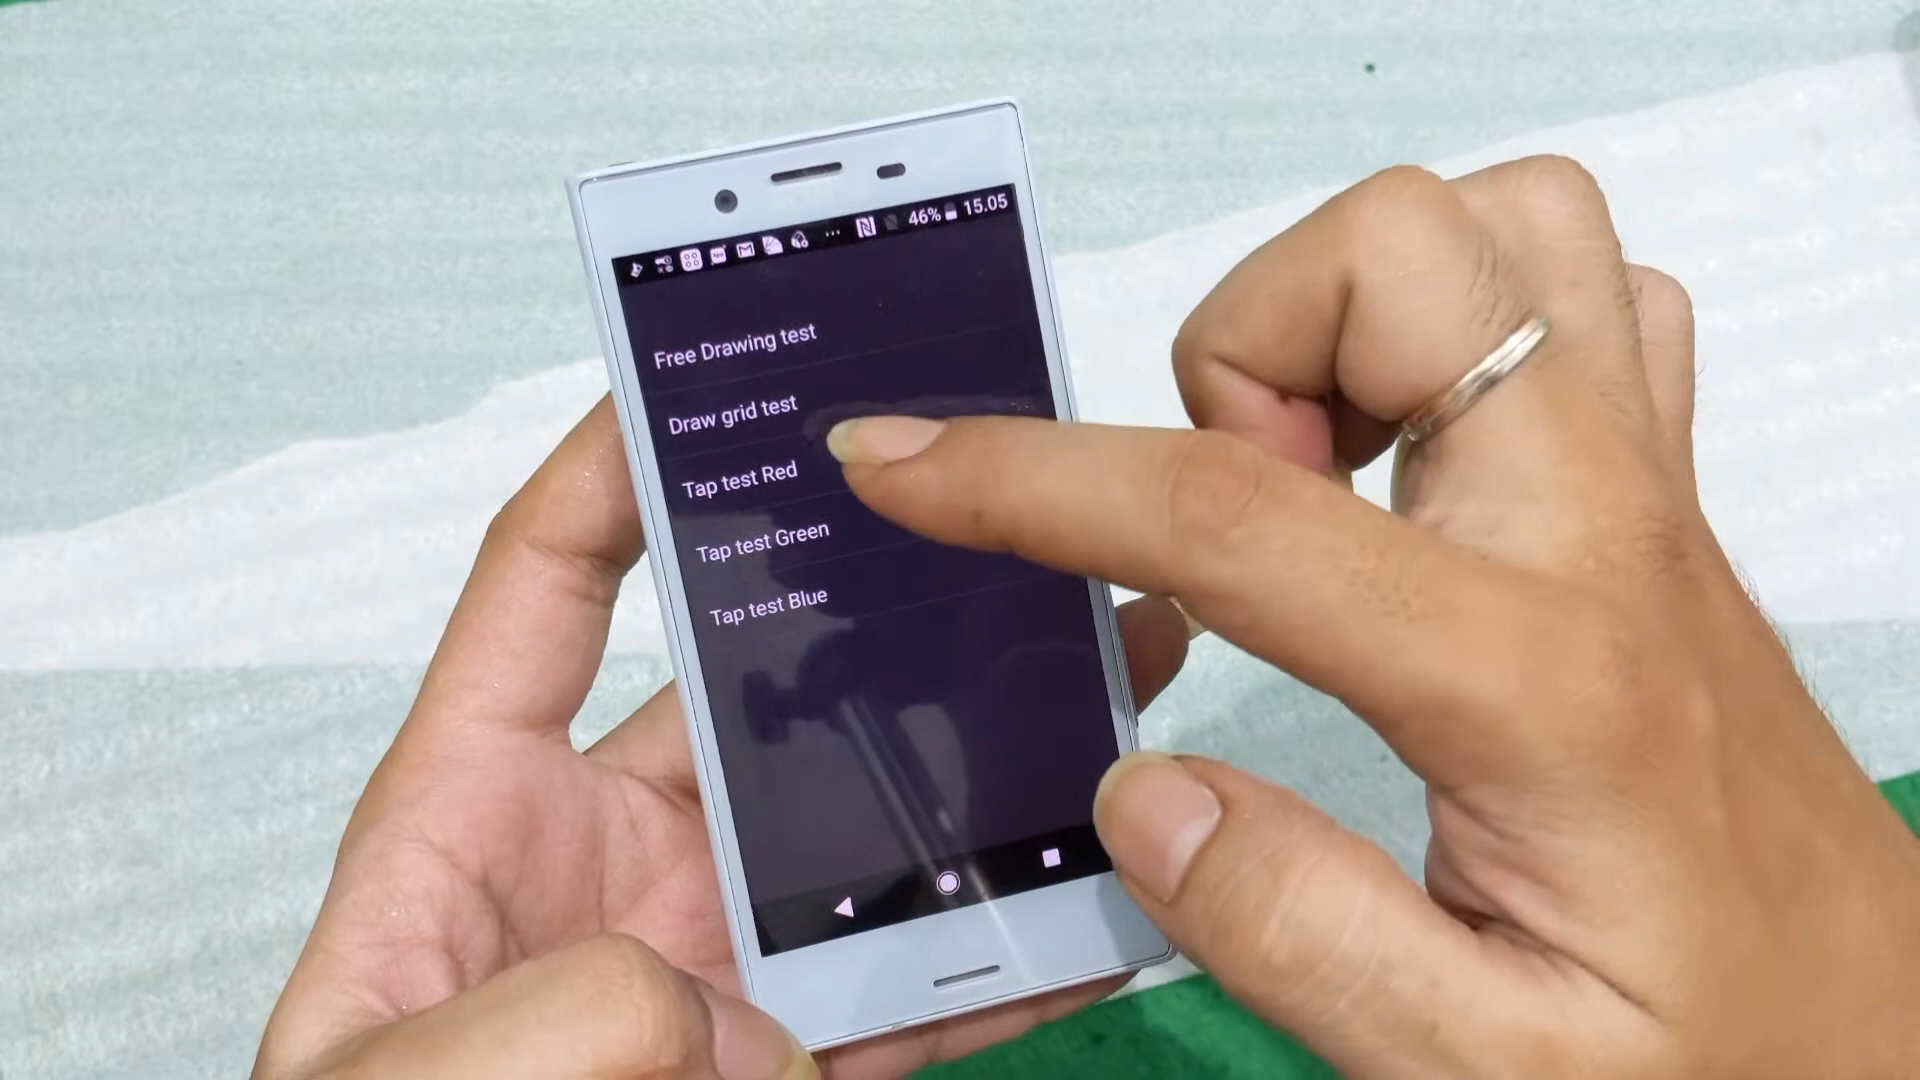 46% 15.05
Free Drawing test
Draw grid test
Tap test Red
Tap test Green
Tap test Blue